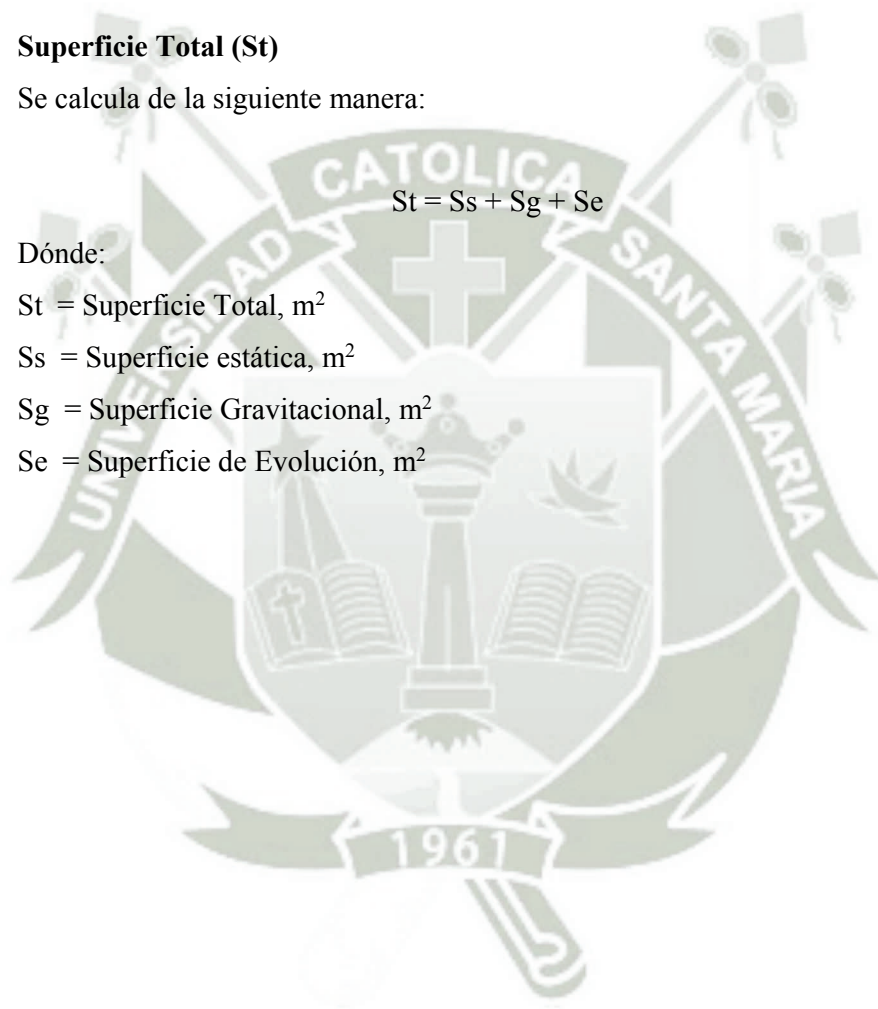 Superficie Total (St)
Se calcula de la siguiente manera:
St = Ss + Sg + Se
Dónde:
St = Superficie Total, m²
Ss = Superficie estática, m²
Sg = Superficie Gravitacional, m²
Se = Superficie de Evolución, m²
UNIVERSIDAD CATOLICA SANTA MARIA
1961